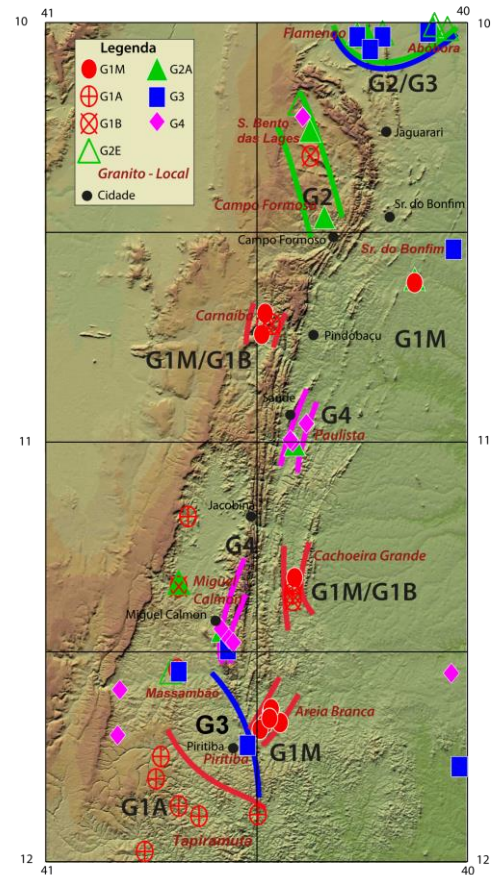 41
40
10
10
Legenda
G1M
G2A
G1A
G3
G1B
G4
G2E
Granito - Local
Cidade
Flamengo
Abóvora
G2/G3
S. Bento
das Lages
Jaguarari
G2
Campo Formoso
Sr. do Bonfim
Campo Formoso
Sr. do Bonfim
Carnaíba
Pindobaçu
G1M
G1M/G1B
Saúde
G4
Paulista
11
11
Jacobina
G4
Cachoeira Grande
Miguel
Calmon
G1M/G1B
Miguel Calmon
Massambão
Areia Branca
G3
Piritiba
Piritiba
G1M
G1A
Tapiramuta
12
12
41
40